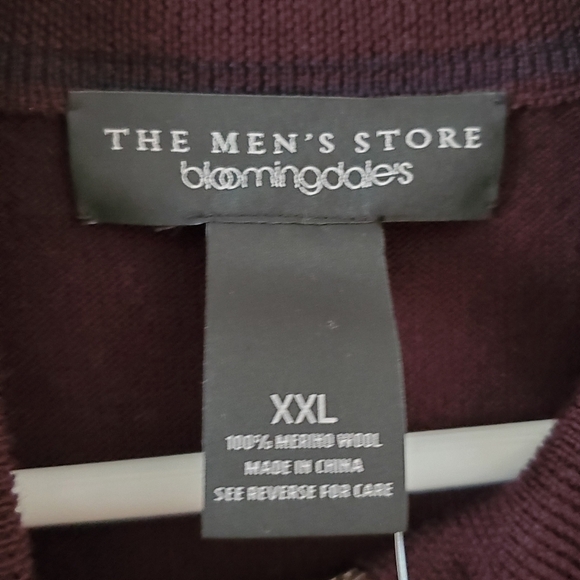 THE MEN'S STORE
bloomingdale's
XXL
100% MERINO WOOL
MADE IN CHINA
SEE REVERSE FOR CARE